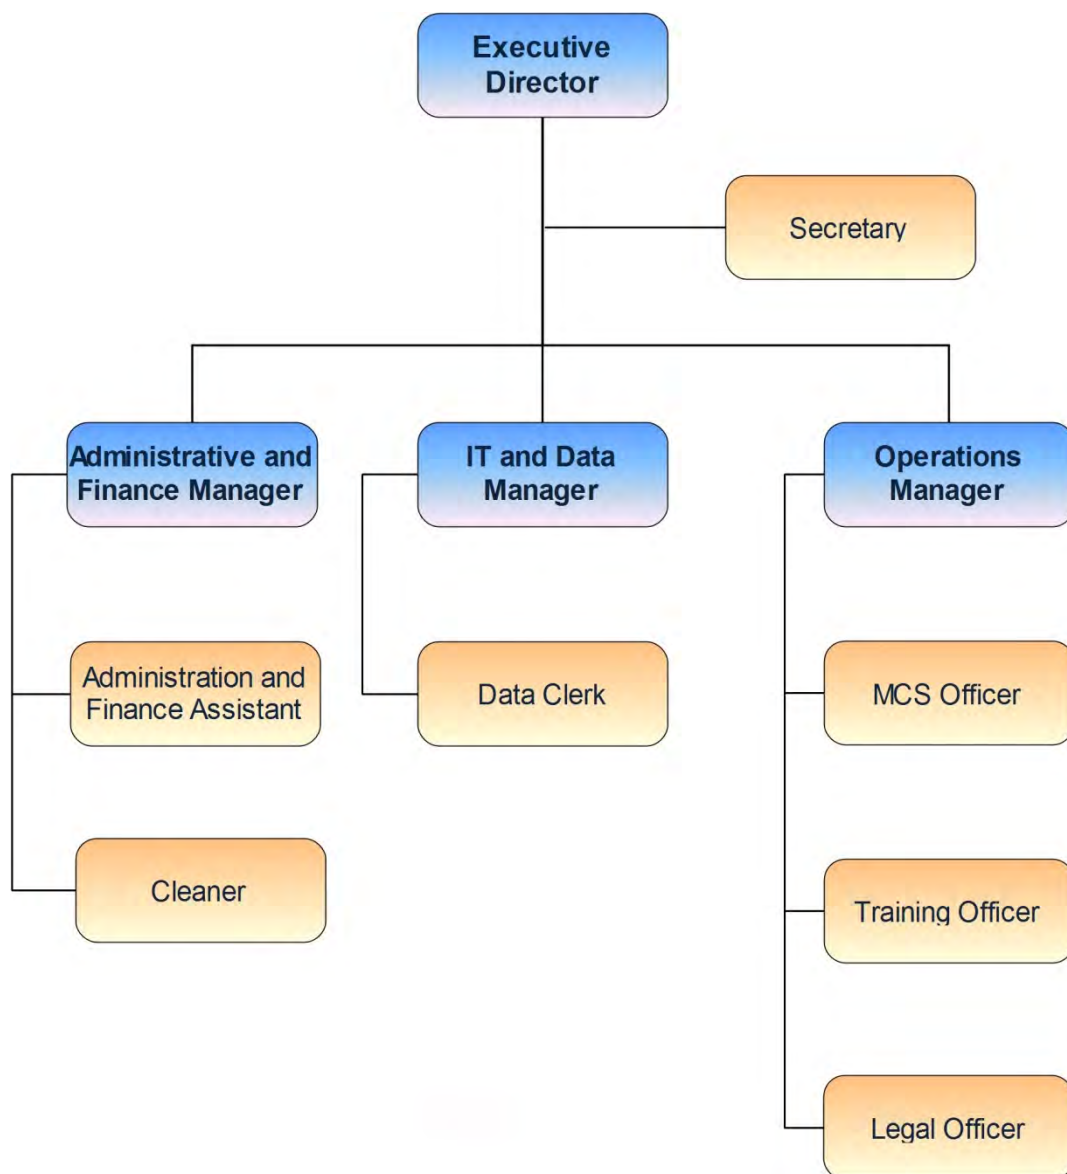 Executive
Director
Secretary
Administrative and
Finance Manager
IT and Data
Manager
Operations
Manager
Administration and
Finance Assistant
Data Clerk
MCS Officer
Cleaner
Training Officer
Legal Officer